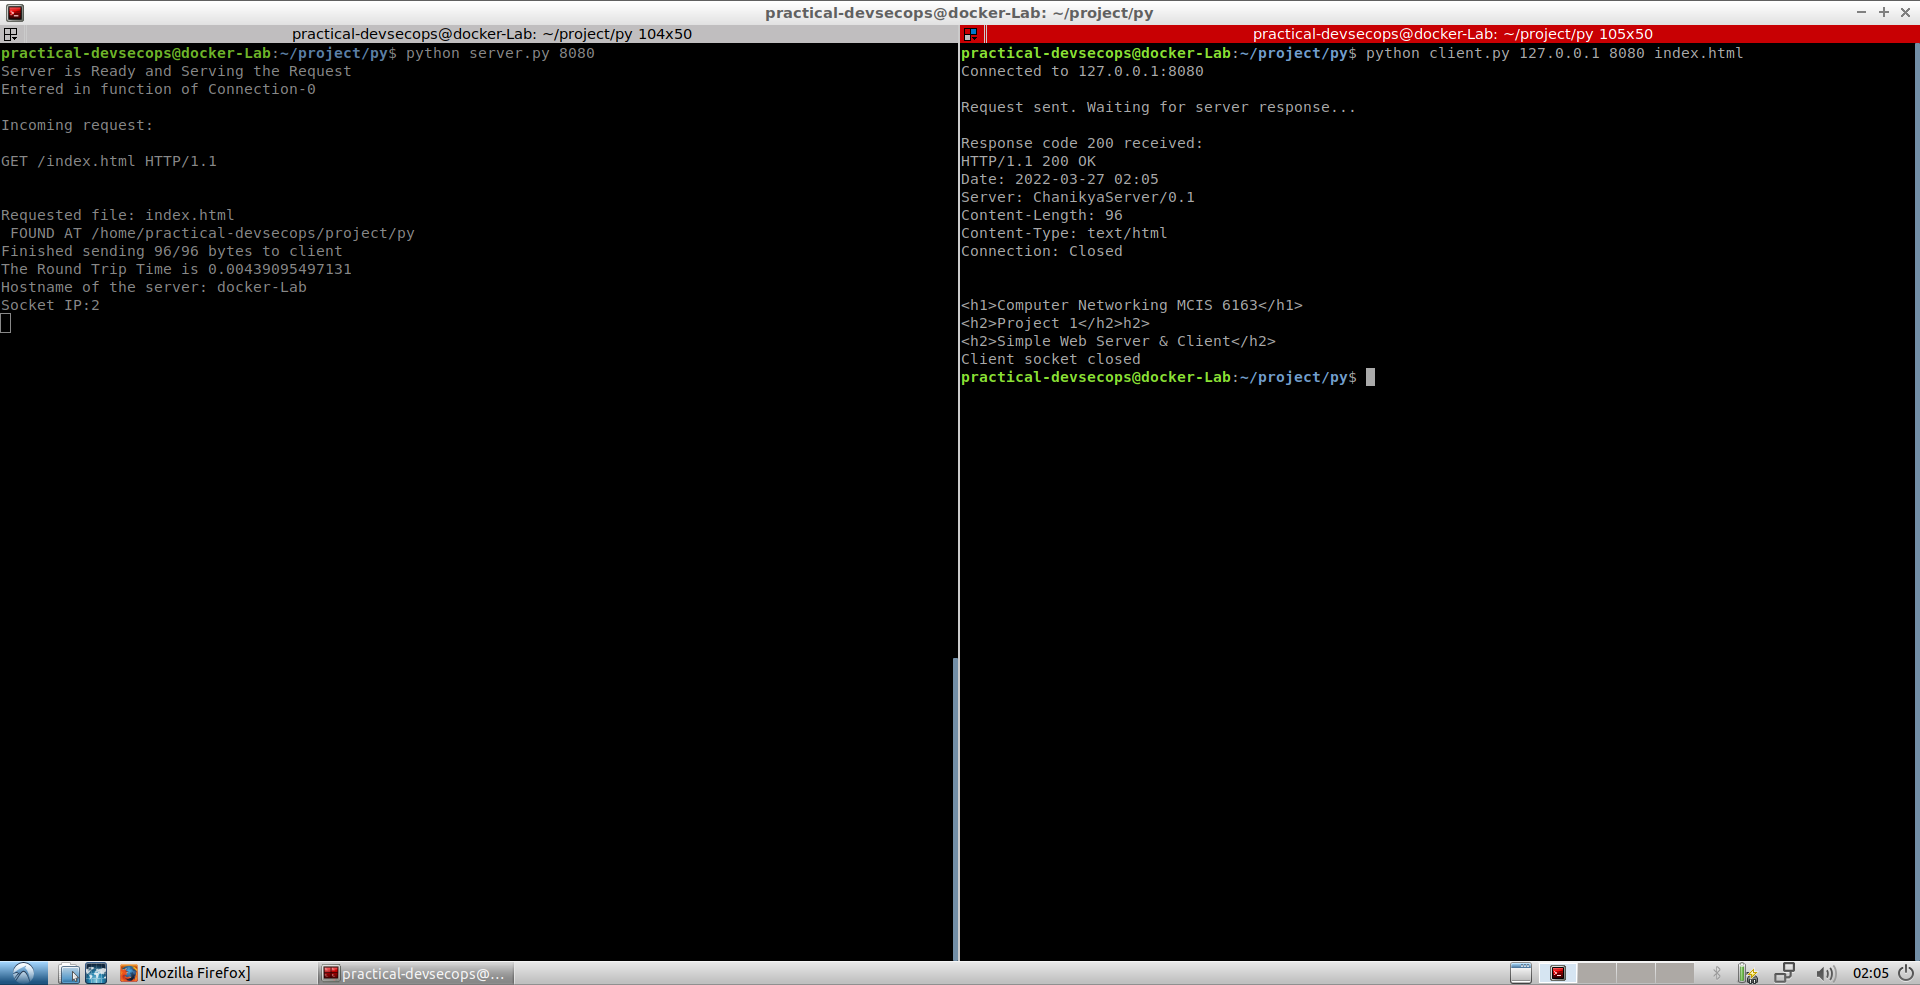 practical-devsecops@docker-Lab: ~/project/py
practical-devsecops@docker-Lab: ~/project/py 104x50
practical-devsecops@docker-Lab:~/project/py$ python server.py 8080
Server is Ready and Serving the Request
Entered in function of Connection-0
Incoming request:
GET /index.html HTTP/1.1
Requested file: index.html
FOUND AT /home/practical-devsecops/project/py
Finished sending 96/96 bytes to client
The Round Trip Time is 0.00439095497131
Hostname of the server: docker-Lab
Socket IP:2
practical-devsecops@docker-Lab: ~/project/py 105x50
practical-devsecops@docker-Lab:~/project/py$ python client.py 127.0.0.1 8080 index.html
Connected to 127.0.0.1:8080
Request sent. Waiting for server response...
Response code 200 received:
HTTP/1.1 200 OK
Date: 2022-03-27 02:05
Server: ChanikyaServer/0.1
Content-Length: 96
Content-Type: text/html
Connection: Closed
<h1>Computer Networking MCIS 6163</h1>
<h2>Project 1</h2>h2>
<h2>Simple Web Server & Client</h2>
Client socket closed
practical-devsecops@docker-Lab:~/project/py$
[Mozilla Firefox]
practical-devsecops@...
02:05